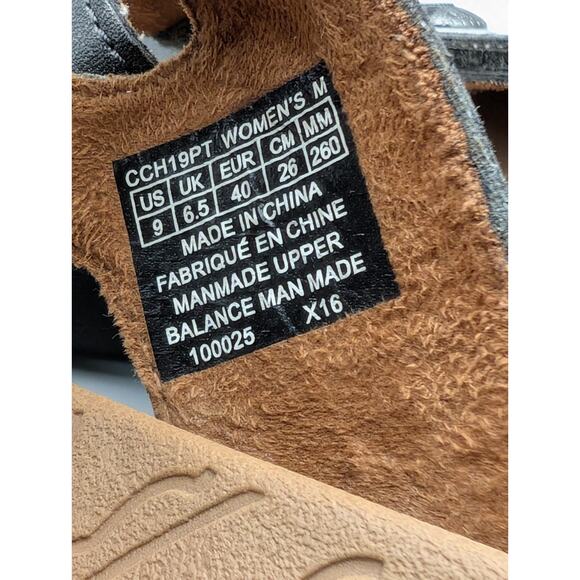 CCH19PT WOMEN'S M
US UK EUR CM MM
9 6.5 40 26 260
MADE IN CHINA
FABRIQUÉ EN CHINE
MANMADE UPPER
BALANCE MAN MADE
100025 X16